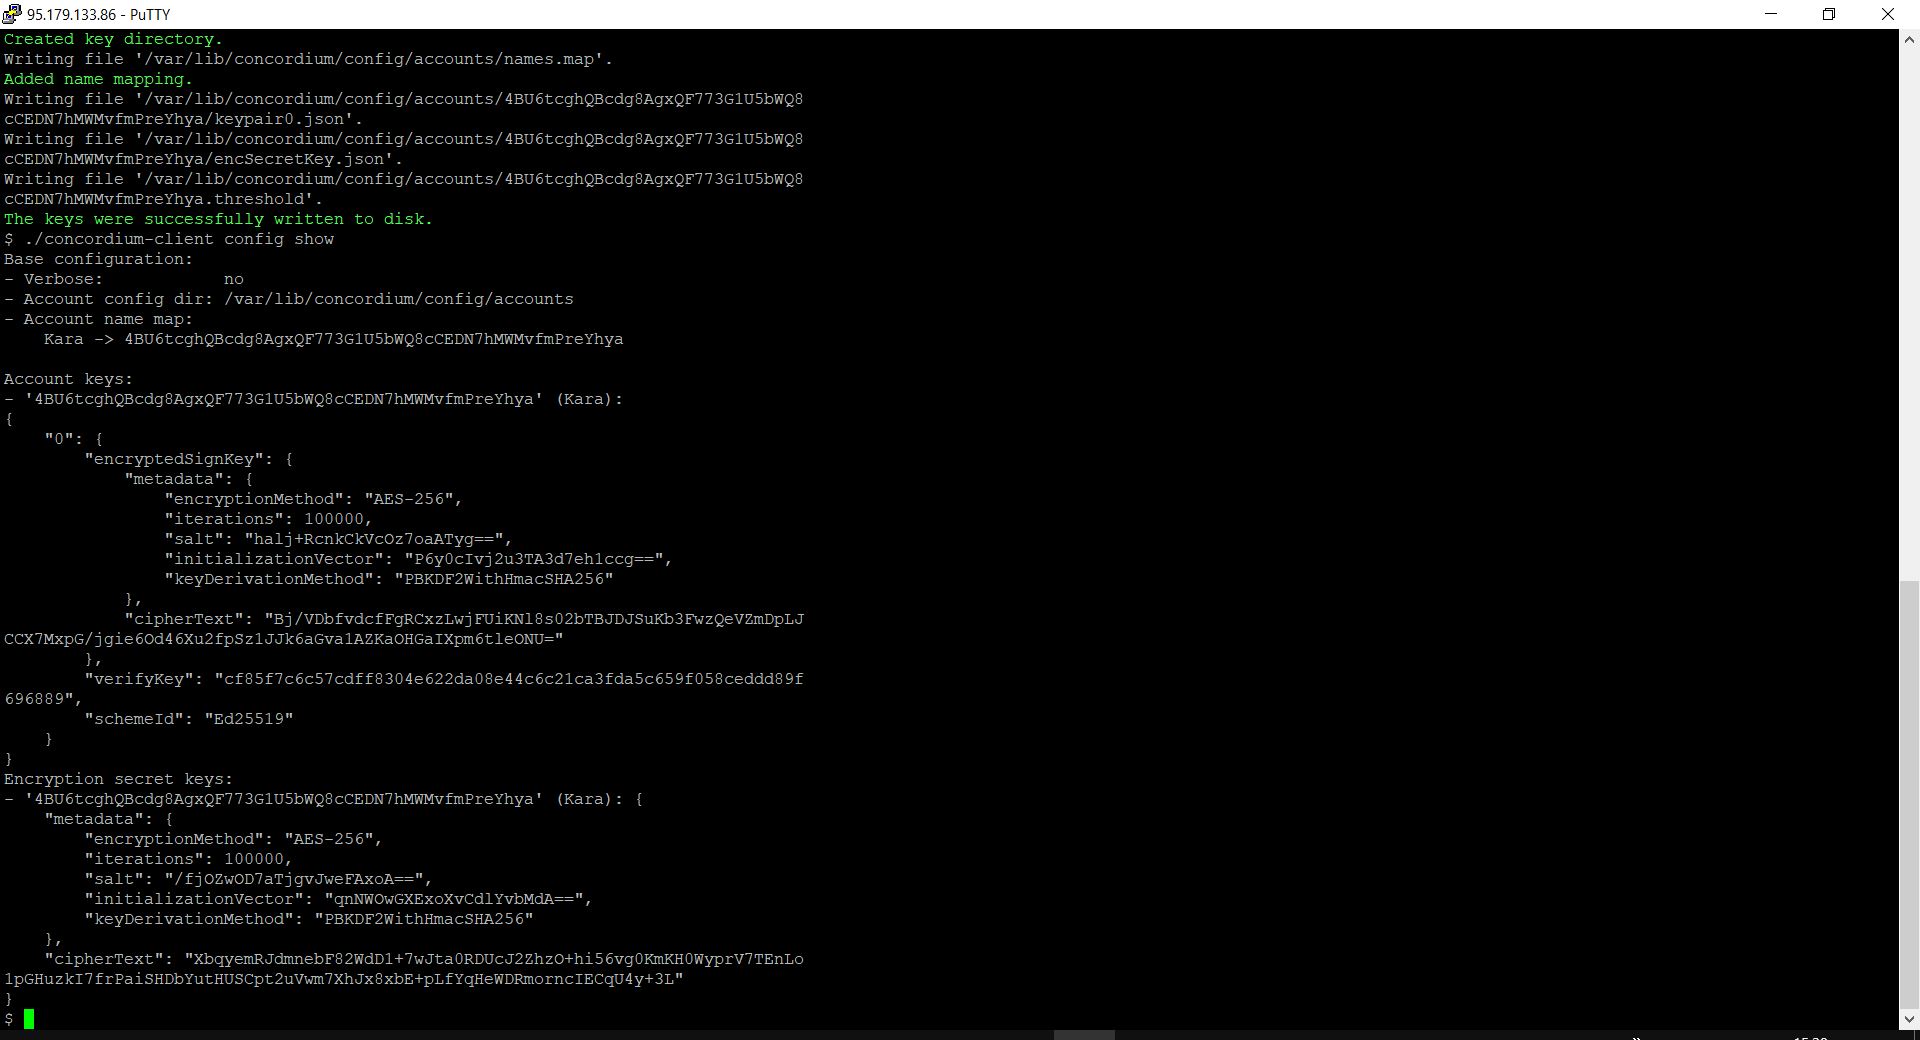 95.179.133.86 - PuTTY
Created key directory.
Writing file '/var/lib/concordium/config/accounts/names.map'.
Added name mapping.
Writing file '/var/lib/concordium/config/accounts/4BU6tcghQBcdg8AgxQF773G1U5bWQ8
cCEDN7hMWMvfmPreYhya/keypair0.json'.
Writing file '/var/lib/concordium/config/accounts/4BU6tcghQBcdg8AgxQF773G1U5bWQ8
cCEDN7hMWMvfmPreYhya/encSecretKey.json'.
Writing file '/var/lib/concordium/config/accounts/4BU6tcghQBcdg8AgxQF773G1U5bWQ8
cCEDN7hMWMvfmPreYhya.threshold'.
The keys were successfully written to disk.
$ ./concordium-client config show
Base configuration:
- Verbose:            no
- Account config dir: /var/lib/concordium/config/accounts
- Account name map:
    Kara -> 4BU6tcghQBcdg8AgxQF773G1U5bWQ8cCEDN7hMWMvfmPreYhya
Account keys:
- '4BU6tcghQBcdg8AgxQF773G1U5bWQ8cCEDN7hMWMvfmPreYhya' (Kara):
{
    "0": {
        "encryptedSignKey": {
            "metadata": {
                "encryptionMethod": "AES-256",
                "iterations": 100000,
                "salt": "halj+RcnkCkVcOz7oaATyg==",
                "initializationVector": "P6y0cIvj2u3TA3d7eh1ccg==",
                "keyDerivationMethod": "PBKDF2WithHmacSHA256"
            },
            "cipherText": "Bj/VDbfvdcfFgRCxzLwjFUiKNl8s02bTBJDJSuKb3FwzQeVZmDpLJ
CCX7MxpG/jgie6Od46Xu2fpSz1JJk6aGva1AZKaOHGaIXpm6tleONU="
        },
        "verifyKey": "cf85f7c6c57cdff8304e622da08e44c6c21ca3fda5c659f058ceddd89f
696889",
        "schemeId": "Ed25519"
    }
}
Encryption secret keys:
- '4BU6tcghQBcdg8AgxQF773G1U5bWQ8cCEDN7hMWMvfmPreYhya' (Kara): {
    "metadata": {
        "encryptionMethod": "AES-256",
        "iterations": 100000,
        "salt": "/fjOZwOD7aTjgvJweFAxoA==",
        "initializationVector": "qnNWOwGXExoXvCdlYvbMdA==",
        "keyDerivationMethod": "PBKDF2WithHmacSHA256"
    },
    "cipherText": "XbqyemRJdmnebF82WdD1+7wJta0RDUcJ2ZhzO+hi56vg0KmKH0WyprV7TEnLo
1pGHuzkI7frPaiSHDbYutHUSCpt2uVwm7XhJx8xbE+pLfYqHeWDRmorncIECqU4y+3L"
}
$